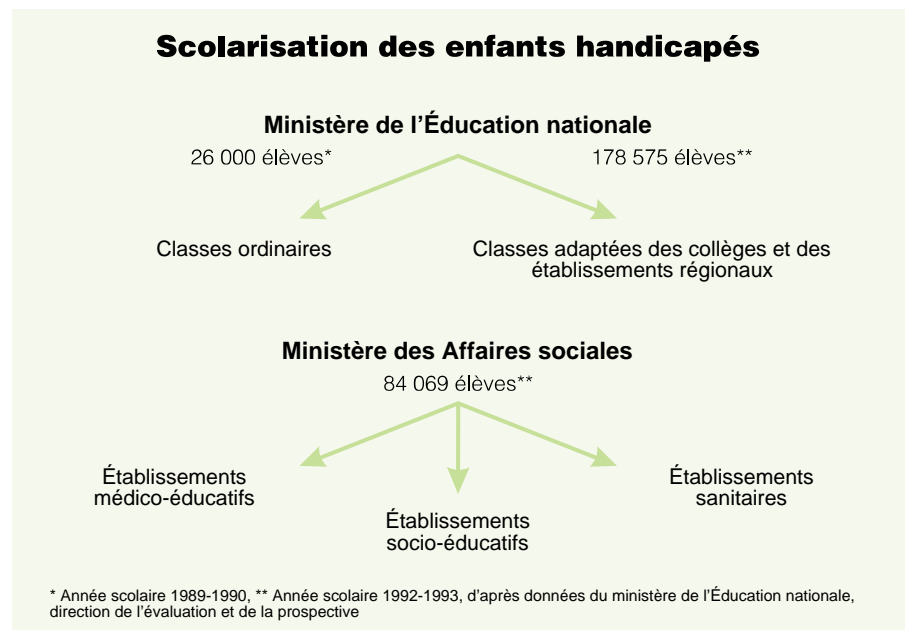 Scolarisation des enfants handicapés
Ministère de l'Éducation nationale
26 000 élèves*
178 575 élèves**
Classes ordinaires
Classes adaptées des collèges et des
établissements régionaux
Ministère des Affaires sociales
84 069 élèves**
Établissements
médico-éducatifs
Établissements
socio-éducatifs
Établissements
sanitaires
* Année scolaire 1989-1990, ** Année scolaire 1992-1993, d'après données du ministère de l'Éducation nationale,
direction de l'évaluation et de la prospective